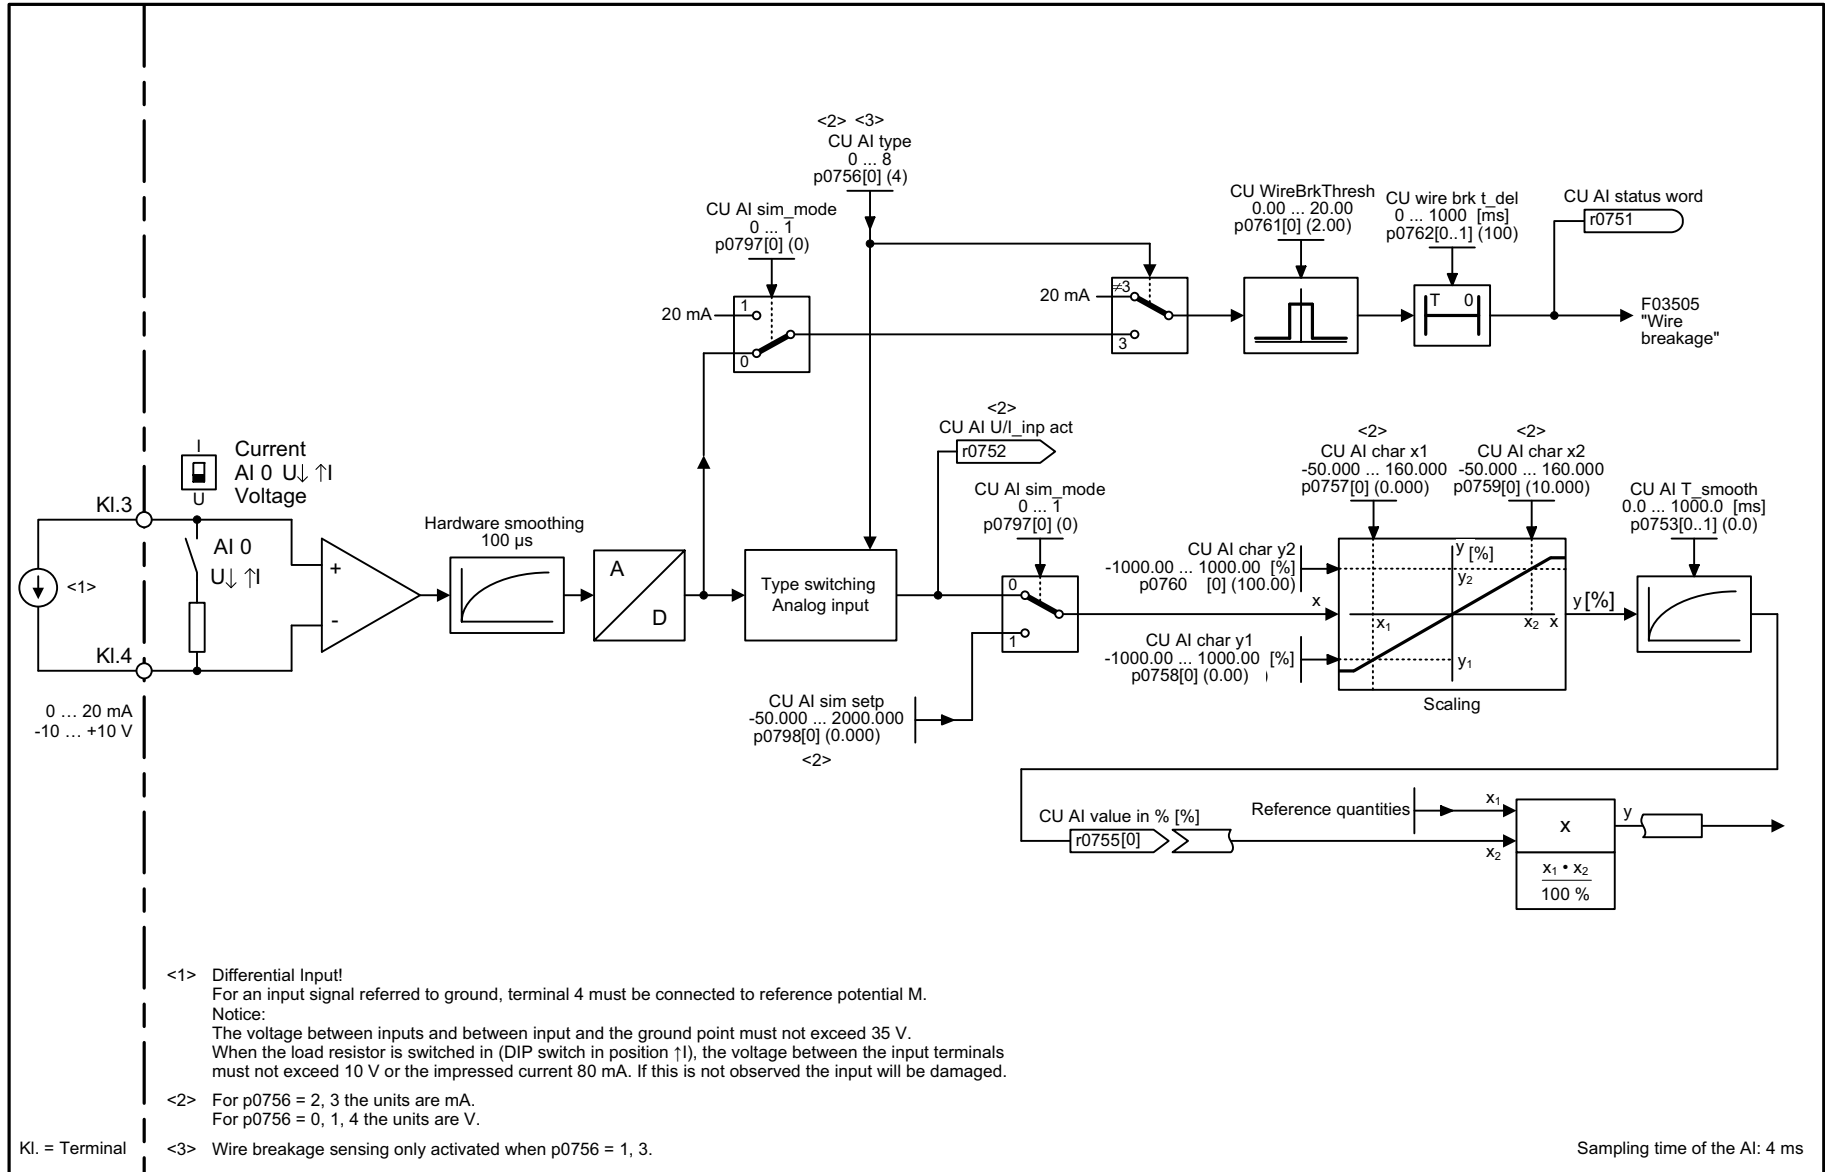 <2> <3>
CU AI type
0 ... 8
p0756[0] (4)
CU AI sim_mode
0 ... 1
p0797[0] (0)
20 mA
1
0
20 mA
≠3
3
CU WireBrkThresh
0.00 ... 20.00
p0761[0] (2.00)
CU wire brk t_del
0 ... 1000 [ms]
p0762[0..1] (100)
T 0
CU AI status word
r0751
F03505
"Wire
breakage"
I
U
Current
AI 0 U↓ ↑I
Voltage
Kl.3
AI 0
U↓ ↑I
<1>
Kl.4
0 ... 20 mA
-10 ... +10 V
+
-
Hardware smoothing
100 µs
A
D
Type switching
Analog input
<2>
CU AI U/I_inp act
r0752
CU AI sim_mode
0 ... 1
p0797[0] (0)
0
1
CU AI sim setp
-50.000 ... 2000.000
p0798[0] (0.000)
<2>
<2>
CU AI char x1
-50.000 ... 160.000
p0757[0] (0.000)
<2>
CU AI char x2
-50.000 ... 160.000
p0759[0] (10.000)
CU AI char y2
-1000.00 ... 1000.00 [%]
p0760 [0] (100.00)
x
CU AI char y1
-1000.00 ... 1000.00 [%]
p0758[0] (0.00)
y [%]
y2
x1
x2 x
y1
Scaling
y [%]
CU AI T_smooth
0.0 ... 1000.0 [ms]
p0753[0..1] (0.0)
CU AI value in % [%]
r0755[0]
Reference quantities
x1
x2
x
x1 • x2
100 %
y
<1> Differential Input!
For an input signal referred to ground, terminal 4 must be connected to reference potential M.
Notice:
The voltage between inputs and between input and the ground point must not exceed 35 V.
When the load resistor is switched in (DIP switch in position ↑I), the voltage between the input terminals
must not exceed 10 V or the impressed current 80 mA. If this is not observed the input will be damaged.
<2> For p0756 = 2, 3 the units are mA.
For p0756 = 0, 1, 4 the units are V.
Kl. = Terminal
<3> Wire breakage sensing only activated when p0756 = 1, 3.
Sampling time of the AI: 4 ms